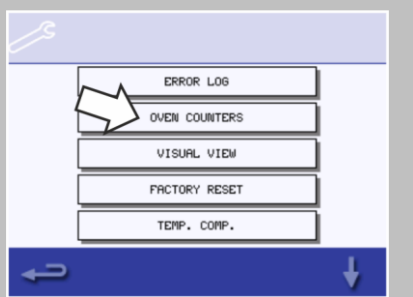 ERROR LOG
OVEN COUNTERS
VISUAL VIEW
FACTORY RESET
TEMP. COMP.